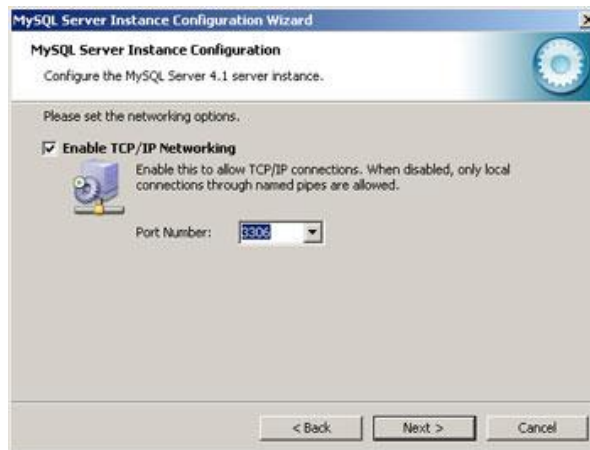 MySQL Server Instance Configuration Wizard
MySQL Server Instance Configuration
Configure the MySQL Server 4.1 server instance.
Please set the networking options.
Enable TCP/IP Networking
Enable this to allow TCP/IP connections. When disabled, only local
connections through named pipes are allowed.
Port Number: 3306
< Back Next > Cancel